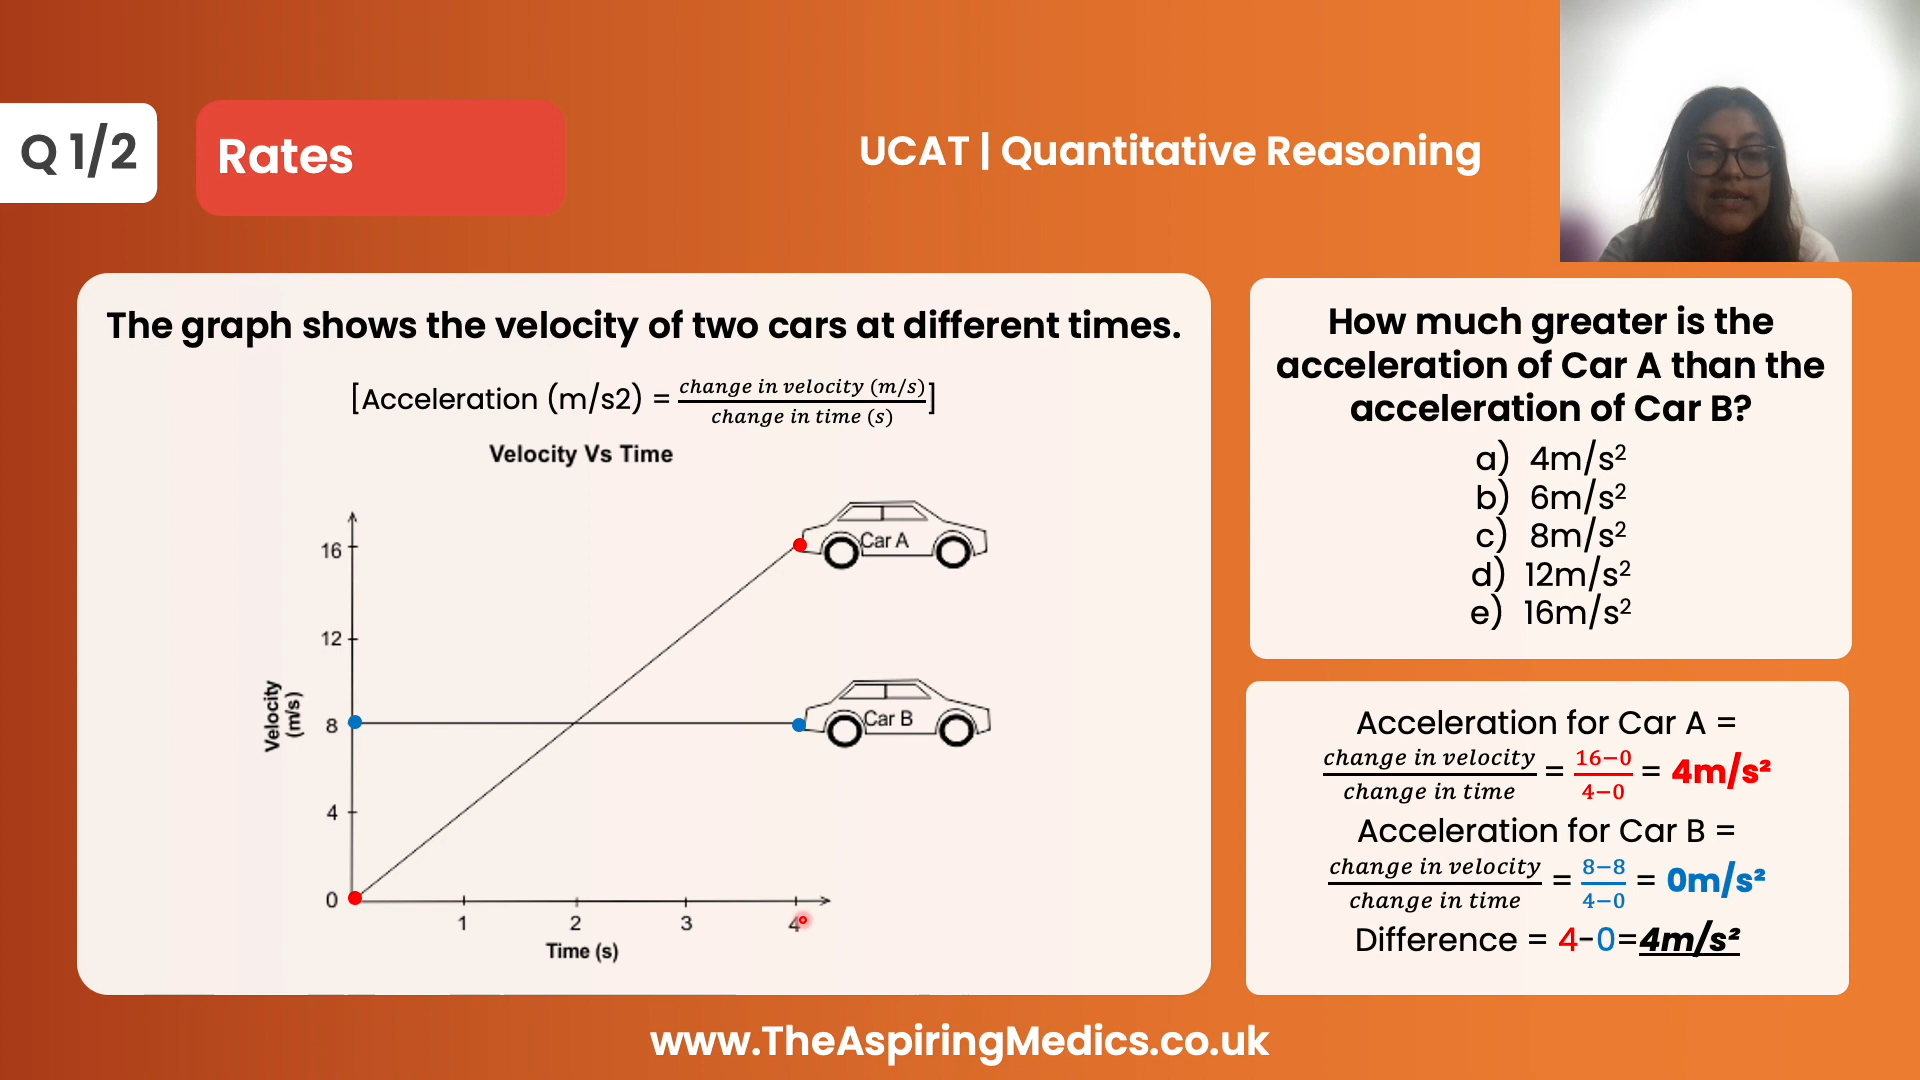 Q 1/2
Rates
UCAT | Quantitative Reasoning
The graph shows the velocity of two cars at different times.
[Acceleration (m/s2) = change in velocity (m/s) / change in time (s)]
Velocity Vs Time
16
12
8
4
0
Velocity
(m/s)
1 2 3 4
Time (s)
Car A
Car B
How much greater is the
acceleration of Car A than the
acceleration of Car B?
a) 4m/s²
b) 6m/s²
c) 8m/s²
d) 12m/s²
e) 16m/s²
Acceleration for Car A =
change in velocity / change in time = 16−0 / 4−0 = 4m/s²
Acceleration for Car B =
change in velocity / change in time = 8−8 / 4−0 = 0m/s²
Difference = 4-0=4m/s²
www.TheAspiringMedics.co.uk